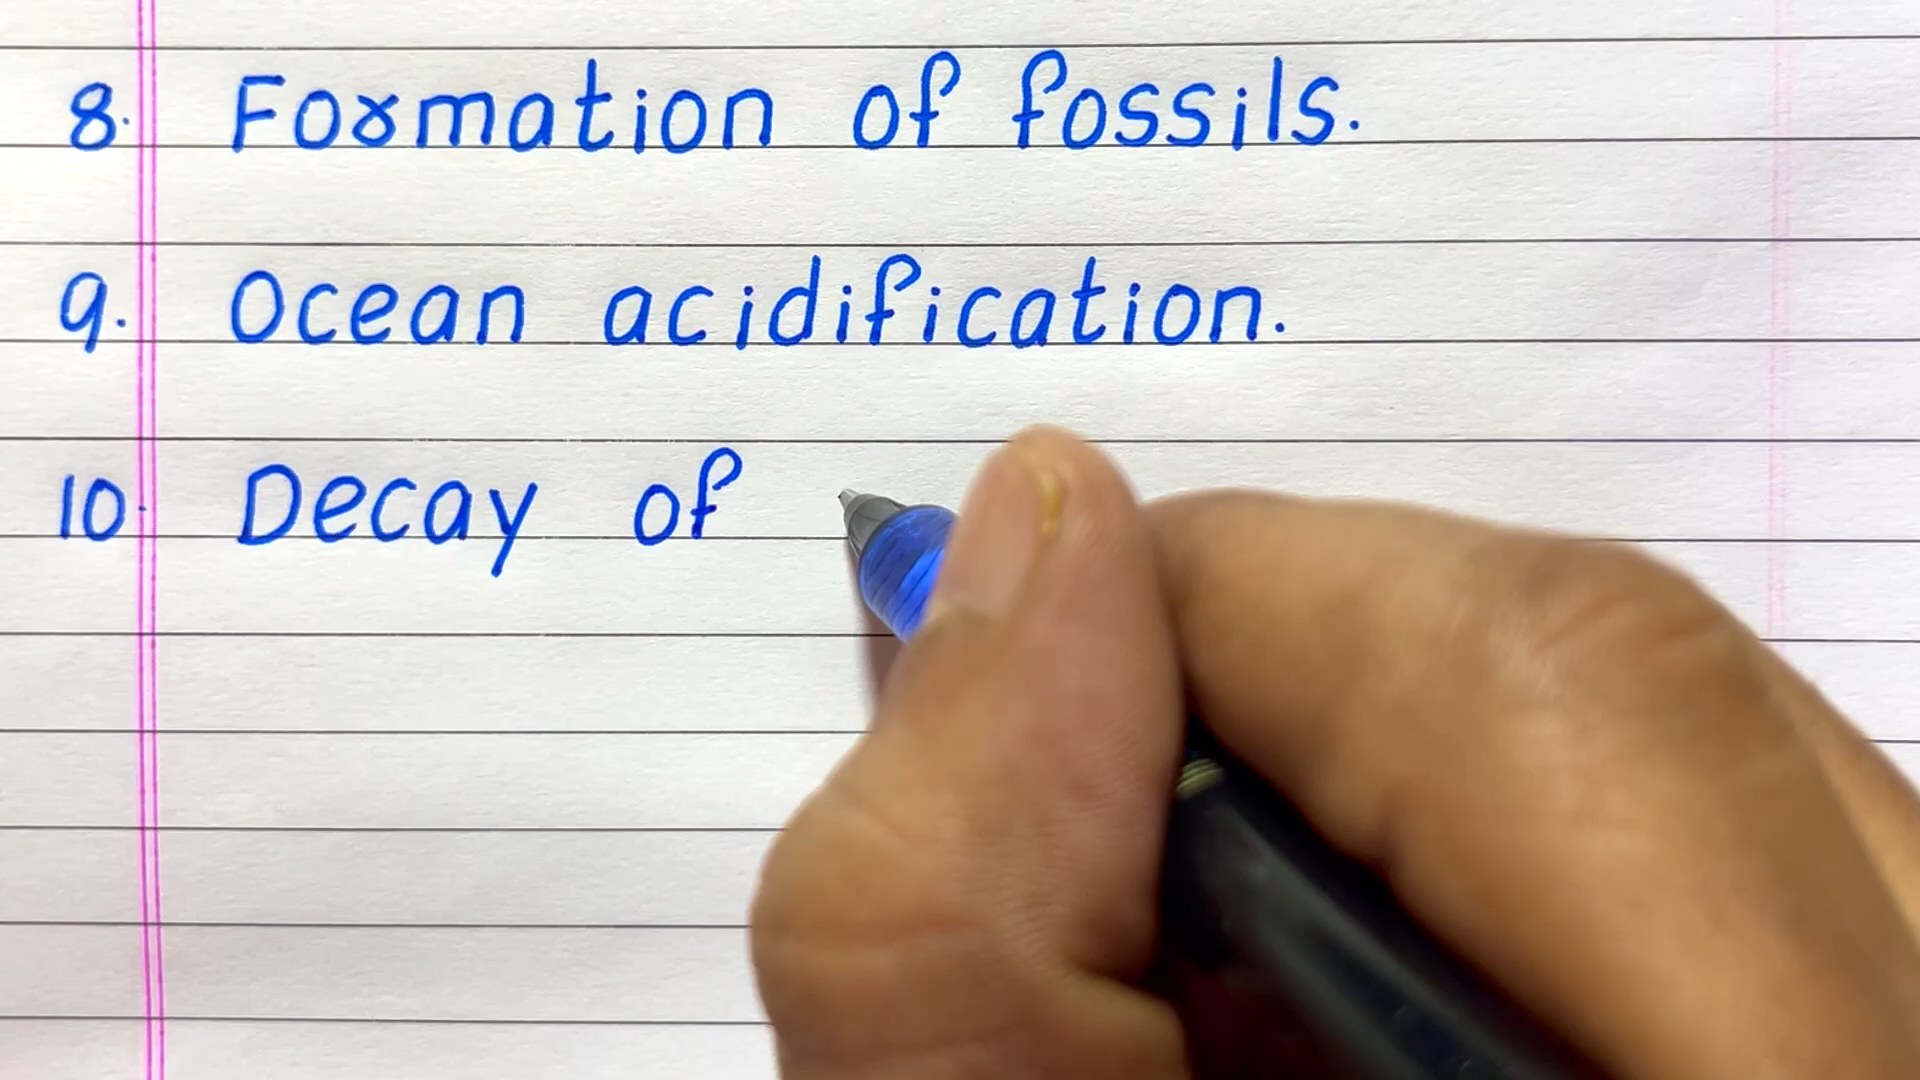 8. Formation of fossils.
9. Ocean acidification.
10. Decay of